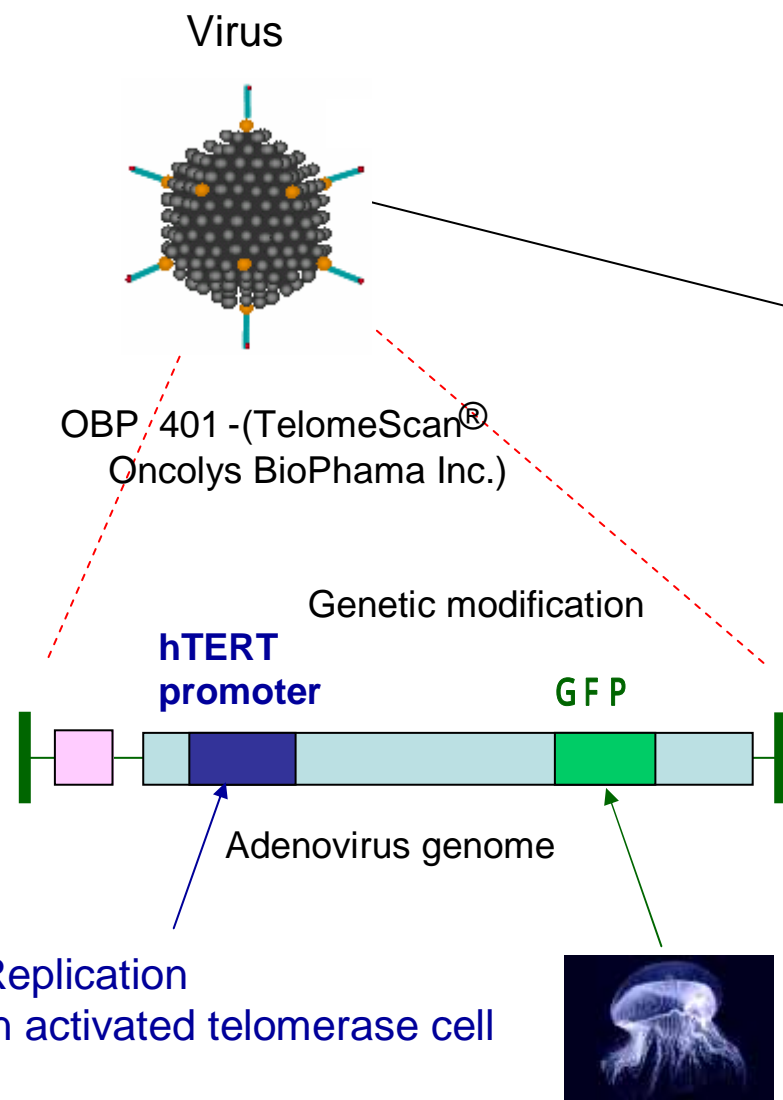 Virus
OBP 401 -(TelomeScan®
Oncolys BioPhama Inc.)
Genetic modification
hTERT
promoter
GFP
Adenovirus genome
Replication
n activated telomerase cell